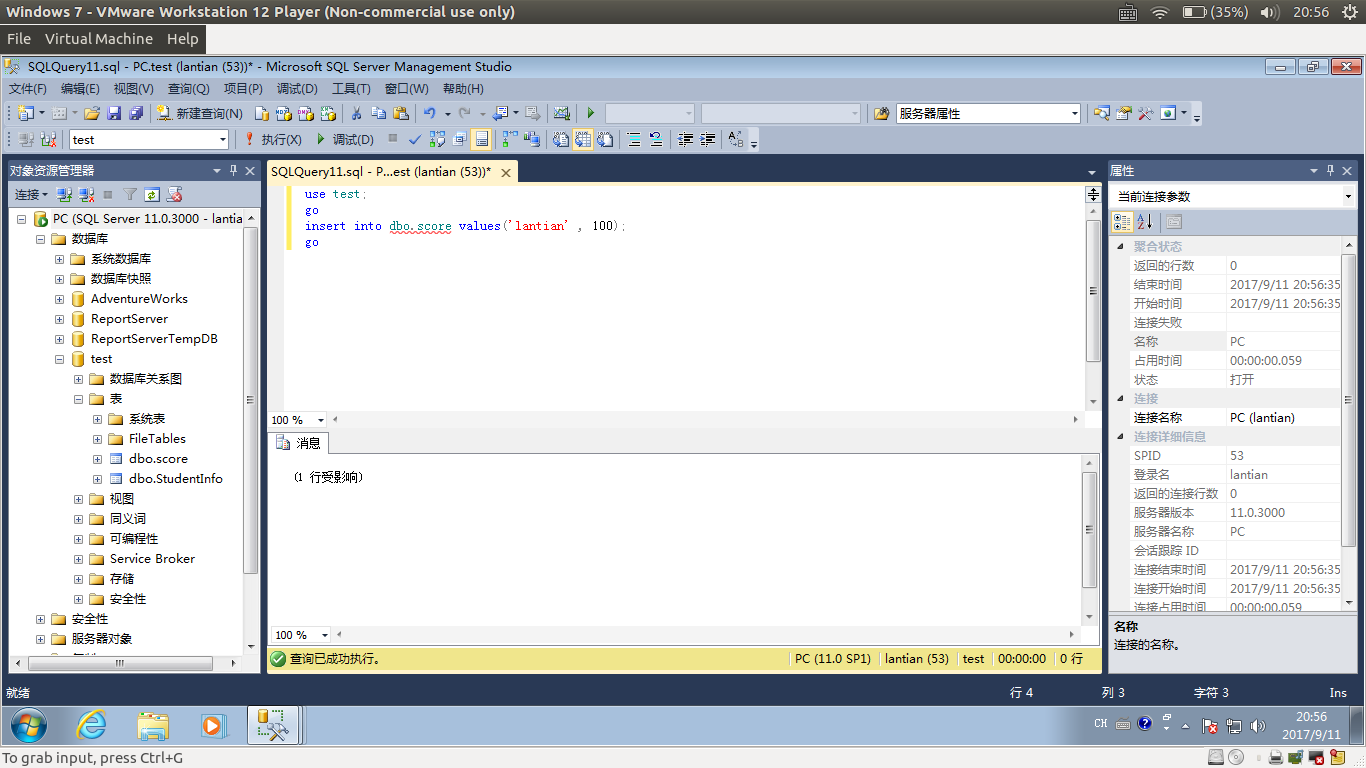 Windows 7 - VMware Workstation 12 Player (Non-commercial use only)
(35%)
20:56
File Virtual Machine Help
SQLQuery11.sql - PC.test (lantian (53))* - Microsoft SQL Server Management Studio
文件(F) 编辑(E) 视图(V) 查询(Q) 项目(P) 调试(D) 工具(T) 窗口(W) 帮助(H)
新建查询(N)
服务器属性
test
执行(X)
调试(D)
对象资源管理器
连接
PC (SQL Server 11.0.3000 - lantia
数据库
系统数据库
数据库快照
AdventureWorks
ReportServer
ReportServerTempDB
test
数据库关系图
表
系统表
FileTables
dbo.score
dbo.StudentInfo
视图
同义词
可编程性
Service Broker
存储
安全性
安全性
服务器对象
SQLQuery11.sql - P...est (lantian (53))*
use test;
go
insert into dbo.score values('lantian' , 100);
go
100 %
消息
(1 行受影响)
100 %
查询已成功执行。
PC (11.0 SP1)
lantian (53)
test
00:00:00
0 行
属性
当前连接参数
聚合状态
返回的行数 0
结束时间 2017/9/11 20:56:35
开始时间 2017/9/11 20:56:35
连接失败
名称 PC
占用时间 00:00:00.059
状态 打开
连接
连接名称 PC (lantian)
连接详细信息
SPID 53
登录名 lantian
返回的连接行数 0
服务器版本 11.0.3000
服务器名称 PC
会话跟踪 ID
连接结束时间 2017/9/11 20:56:35
连接开始时间 2017/9/11 20:56:35
连接占用时间 00:00:00.059
名称
连接的名称。
就绪
行 4
列 3
字符 3
Ins
CH
20:56
2017/9/11
To grab input, press Ctrl+G